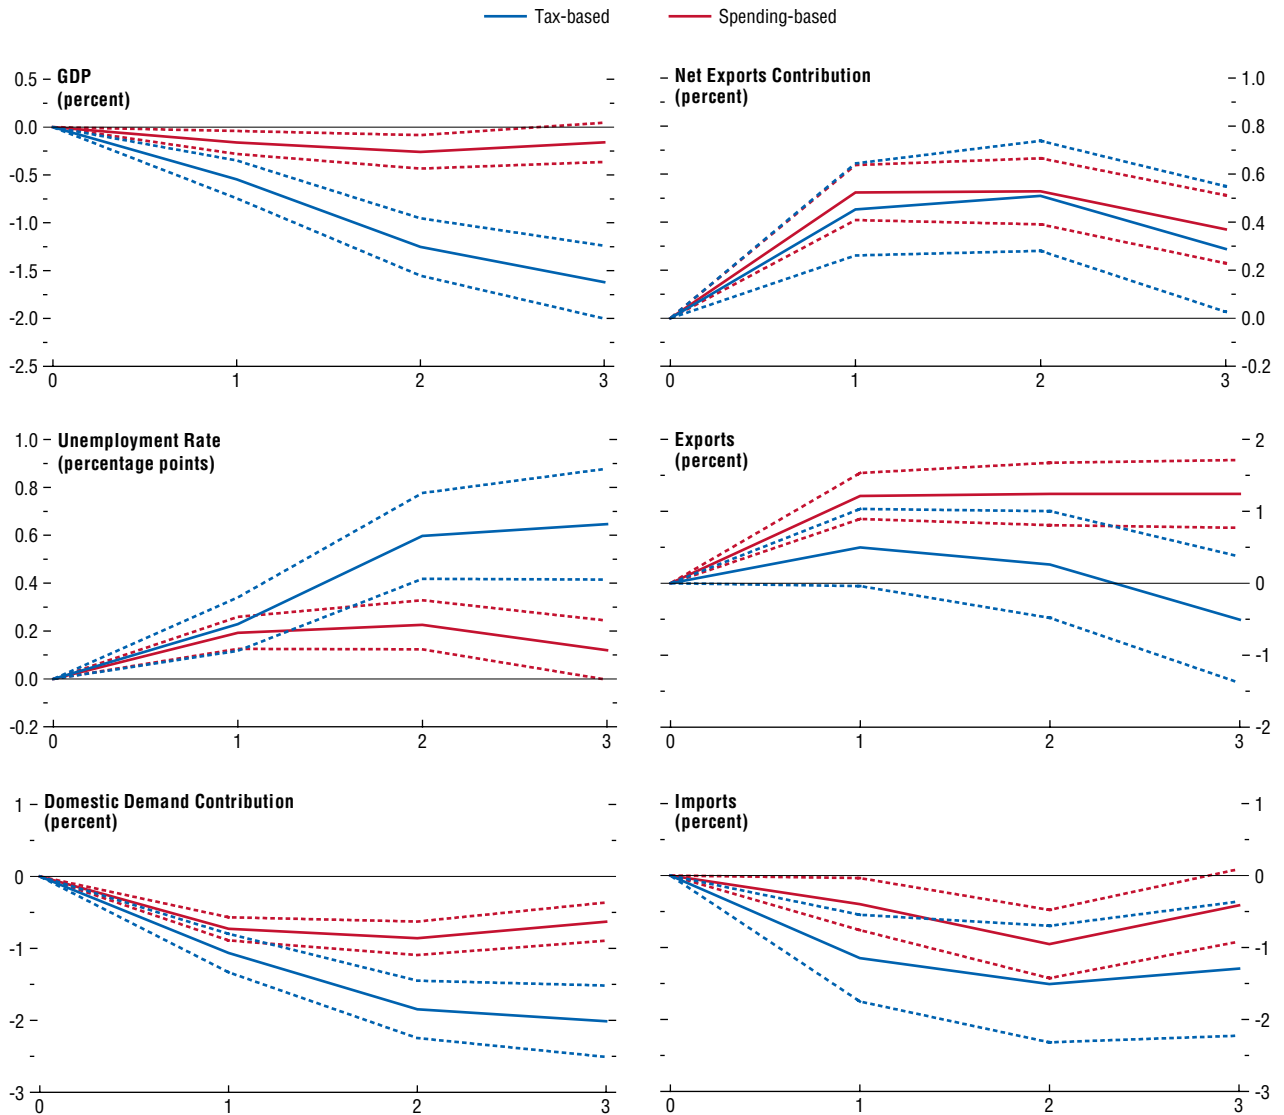 Tax-based
Spending-based
GDP
(percent)
0.5
0.0
-0.5
-1.0
-1.5
-2.0
-2.5
0 1 2 3
Net Exports Contribution
(percent)
1.0
0.8
0.6
0.4
0.2
0.0
-0.2
0 1 2 3
Unemployment Rate
(percentage points)
1.0
0.8
0.6
0.4
0.2
0.0
-0.2
0 1 2 3
Exports
(percent)
2
1
0
-1
-2
0 1 2 3
Domestic Demand Contribution
(percent)
1
0
-1
-2
-3
0 1 2 3
Imports
(percent)
1
0
-1
-2
-3
0 1 2 3